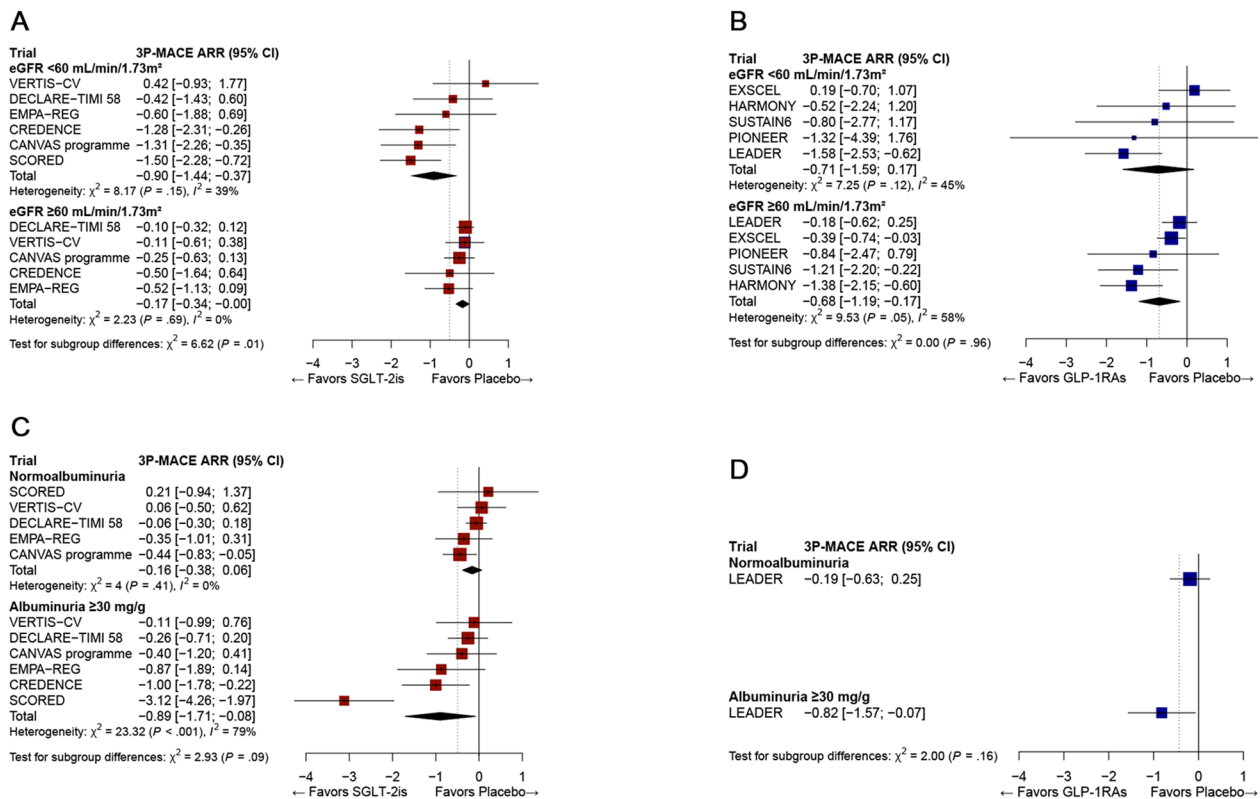 A
Trial 3P-MACE ARR (95% CI)
eGFR <60 mL/min/1.73m²
VERTIS−CV 0.42 [−0.93; 1.77]
DECLARE−TIMI 58 −0.42 [−1.43; 0.60]
EMPA−REG −0.60 [−1.88; 0.69]
CREDENCE −1.28 [−2.31; −0.26]
CANVAS programme −1.31 [−2.26; −0.35]
SCORED −1.50 [−2.28; −0.72]
Total −0.90 [−1.44; −0.37]
Heterogeneity: χ² = 8.17 (P = .15), I² = 39%
eGFR ≥60 mL/min/1.73m²
DECLARE−TIMI 58 −0.10 [−0.32; 0.12]
VERTIS−CV −0.11 [−0.61; 0.38]
CANVAS programme −0.25 [−0.63; 0.13]
CREDENCE −0.50 [−1.64; 0.64]
EMPA−REG −0.52 [−1.13; 0.09]
Total −0.17 [−0.34; −0.00]
Heterogeneity: χ² = 2.23 (P = .69), I² = 0%
Test for subgroup differences: χ² = 6.62 (P = .01)
−4 −3 −2 −1 0 1
← Favors SGLT−2is Favors Placebo→
B
Trial 3P−MACE ARR (95% CI)
eGFR <60 mL/min/1.73m²
EXSCEL 0.19 [−0.70; 1.07]
HARMONY −0.52 [−2.24; 1.20]
SUSTAIN6 −0.80 [−2.77; 1.17]
PIONEER −1.32 [−4.39; 1.76]
LEADER −1.58 [−2.53; −0.62]
Total −0.71 [−1.59; 0.17]
Heterogeneity: χ² = 7.25 (P = .12), I² = 45%
eGFR ≥60 mL/min/1.73m²
LEADER −0.18 [−0.62; 0.25]
EXSCEL −0.39 [−0.74; −0.03]
PIONEER −0.84 [−2.47; 0.79]
SUSTAIN6 −1.21 [−2.20; −0.22]
HARMONY −1.38 [−2.15; −0.60]
Total −0.68 [−1.19; −0.17]
Heterogeneity: χ² = 9.53 (P = .05), I² = 58%
Test for subgroup differences: χ² = 0.00 (P = .96)
−4 −3 −2 −1 0 1
← Favors GLP−1RAs Favors Placebo→
C
Trial 3P-MACE ARR (95% CI)
Normoalbuminuria
SCORED 0.21 [−0.94; 1.37]
VERTIS−CV 0.06 [−0.50; 0.62]
DECLARE−TIMI 58 −0.06 [−0.30; 0.18]
EMPA−REG −0.35 [−1.01; 0.31]
CANVAS programme −0.44 [−0.83; −0.05]
Total −0.16 [−0.38; 0.06]
Heterogeneity: χ² = 4 (P = .41), I² = 0%
Albuminuria ≥30 mg/g
VERTIS−CV −0.11 [−0.99; 0.76]
DECLARE−TIMI 58 −0.26 [−0.71; 0.20]
CANVAS programme −0.40 [−1.20; 0.41]
EMPA−REG −0.87 [−1.89; 0.14]
CREDENCE −1.00 [−1.78; −0.22]
SCORED −3.12 [−4.26; −1.97]
Total −0.89 [−1.71; −0.08]
Heterogeneity: χ² = 23.32 (P < .001), I² = 79%
Test for subgroup differences: χ² = 2.93 (P = .09)
−4 −3 −2 −1 0 1
← Favors SGLT−2is Favors Placebo→
D
Trial 3P−MACE ARR (95% CI)
Normoalbuminuria
LEADER −0.19 [−0.63; 0.25]
Albuminuria ≥30 mg/g
LEADER −0.82 [−1.57; −0.07]
Test for subgroup differences: χ² = 2.00 (P = .16)
−4 −3 −2 −1 0 1
← Favors GLP−1RAs Favors Placebo→